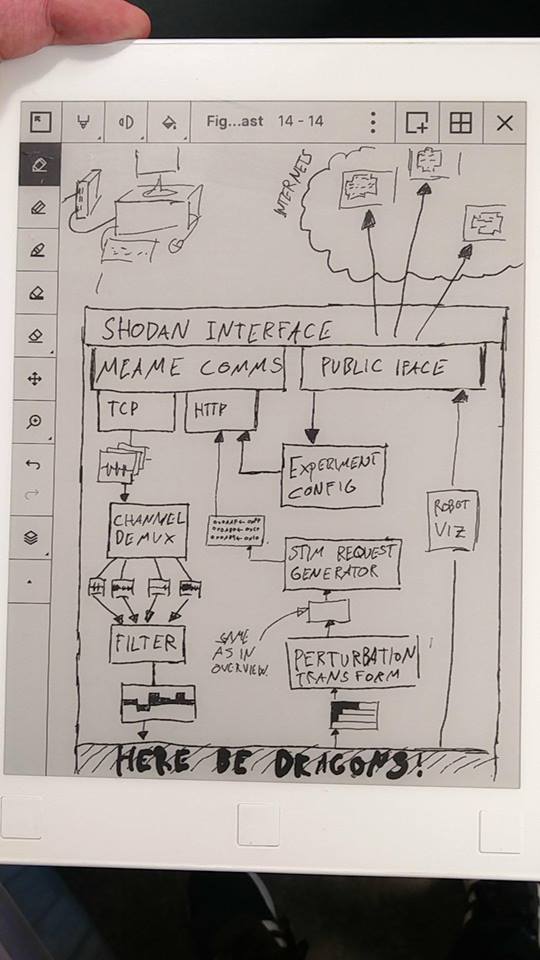 Fig...ast 14 - 14
INTERNETS
SHODAN INTERFACE
MEAME COMMS
PUBLIC IFACE
TCP
HTTP
EXPERIMENT
CONFIG
ROBOT
VIZ
CHANNEL
DEMUX
STIM REQUEST
GENERATOR
FILTER
SAME
AS IN
OVERVIEW.
PERTURBATION
TRANSFORM
HERE BE DRAGONS!